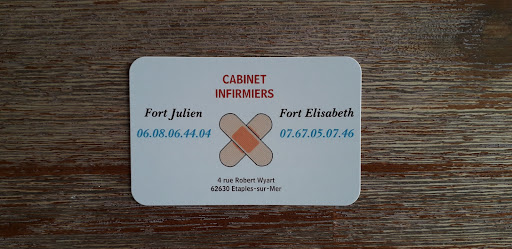 CABINET
INFIRMIERS
Fort Julien
06.08.06.44.04
Fort Elisabeth
07.67.05.07.46
4 rue Robert Wyart
62630 Etaples-sur-Mer